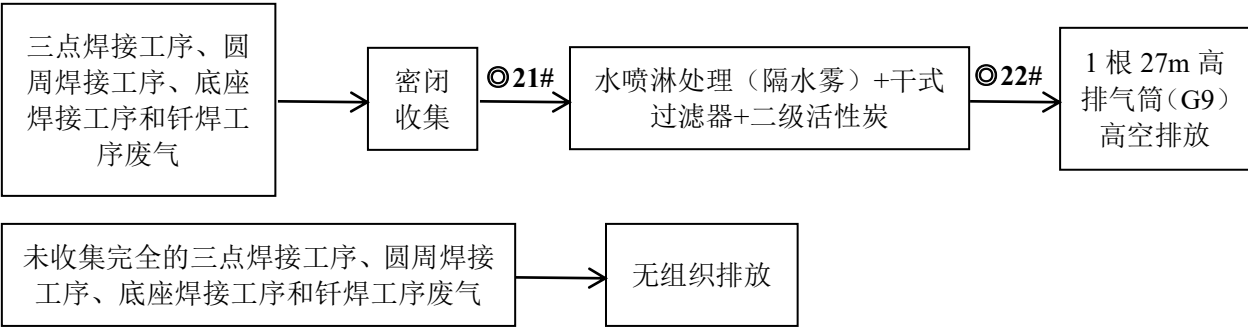 三点焊接工序、圆
周焊接工序、底座
焊接工序和钎焊工
序废气
密闭
收集
◎21#
水喷淋处理（隔水雾）+干式
过滤器+二级活性炭
◎22#
1 根 27m 高
排气筒（G9）
高空排放
未收集完全的三点焊接工序、圆周焊接
工序、底座焊接工序和钎焊工序废气
无组织排放